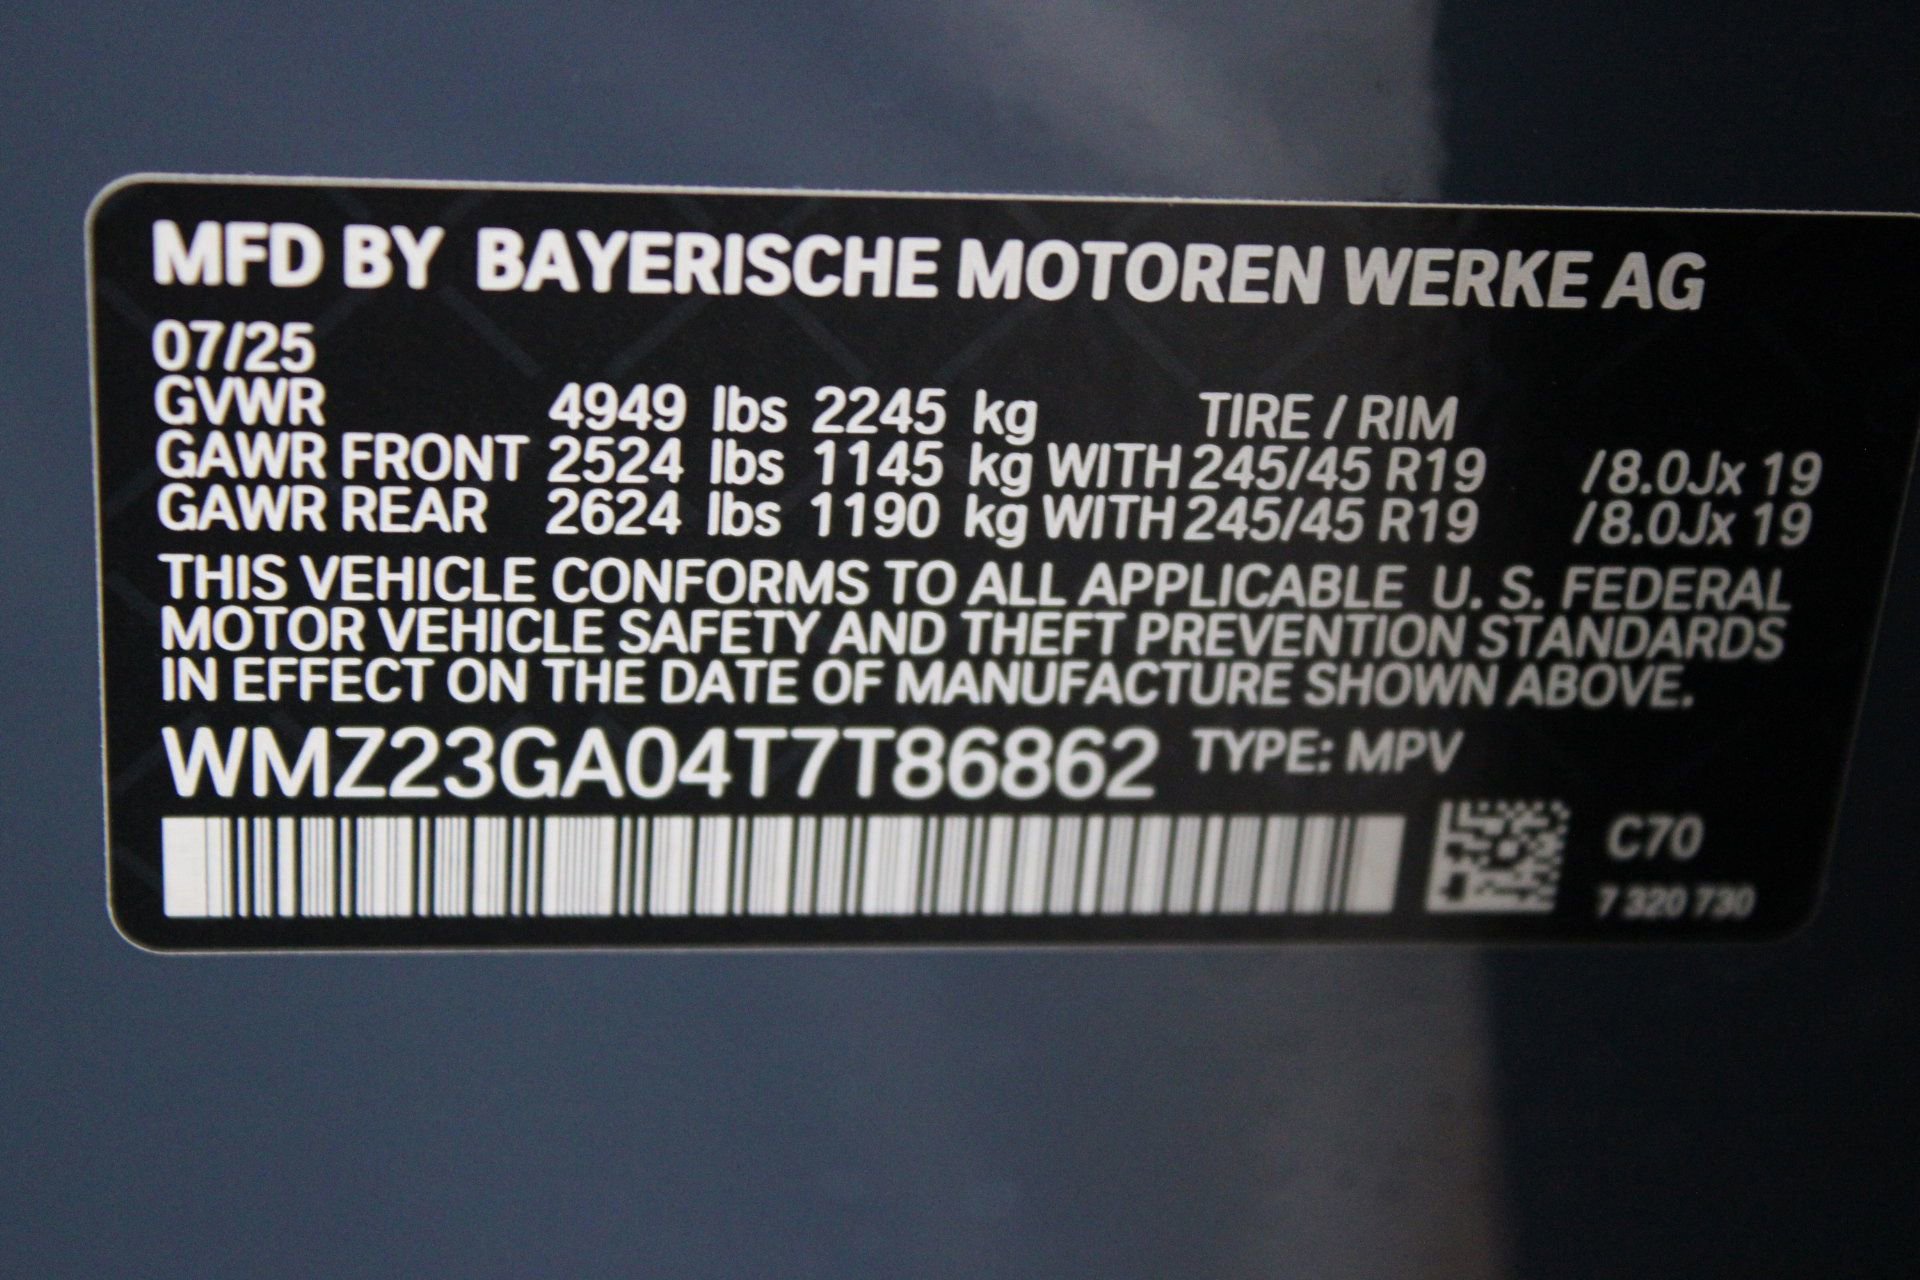 MFD BY BAYERISCHE MOTOREN WERKE AG
07/25
GVWR 4949 lbs 2245 kg TIRE / RIM
GAWR FRONT 2524 lbs 1145 kg WITH 245/45 R19 /8.0Jx 19
GAWR REAR 2624 lbs 1190 kg WITH 245/45 R19 /8.0Jx 19
THIS VEHICLE CONFORMS TO ALL APPLICABLE U. S. FEDERAL
MOTOR VEHICLE SAFETY AND THEFT PREVENTION STANDARDS
IN EFFECT ON THE DATE OF MANUFACTURE SHOWN ABOVE.
WMZ23GA04T7T86862 TYPE: MPV
C70
7 320 730